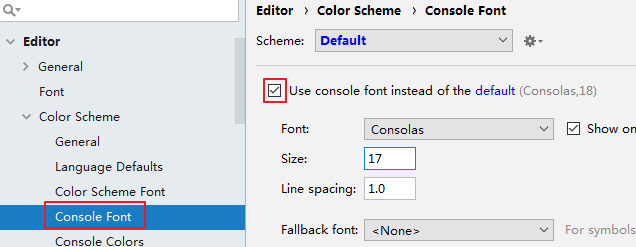 Editor › Color Scheme › Console Font
Scheme: Default
Editor
General
Font
Color Scheme
General
Language Defaults
Color Scheme Font
Console Font
Console Colors
Use console font instead of the default (Consolas,18)
Font: Consolas Show on
Size: 17
Line spacing: 1.0
Fallback font: <None> For symbols